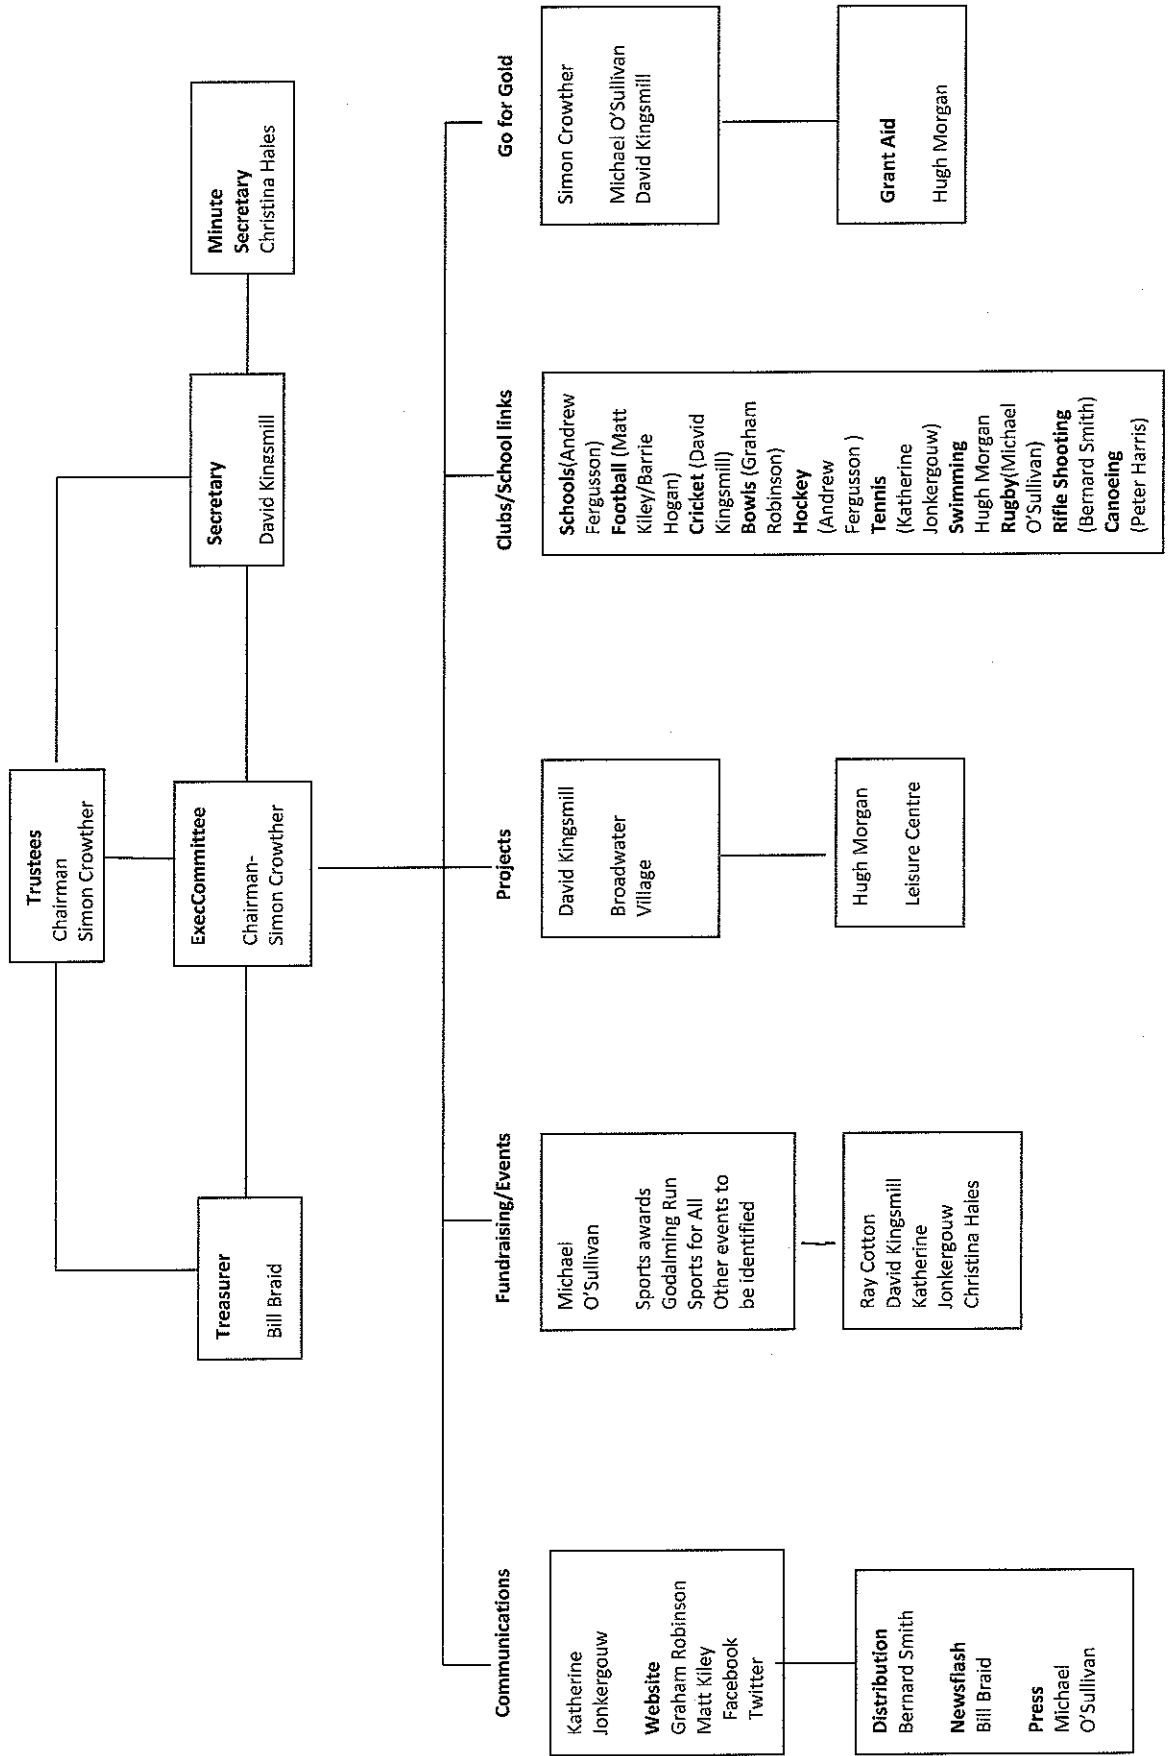 Trustees
Chairman
Simon Crowther
Treasurer
Bill Braid
ExecCommittee
Chairman-
Simon Crowther
Secretary
David Kingsmill
Minute
Secretary
Christina Hales
Communications
Katherine
Jonkergouw
Website
Graham Robinson
Matt Kiley
Facebook
Twitter
Distribution
Bernard Smith
Newsflash
Bill Braid
Press
Michael
O'Sullivan
Fundraising/Events
Michael
O'Sullivan
Sports awards
Godalming Run
Sports for All
Other events to
be identified
Ray Cotton
David Kingsmill
Katherine
Jonkergouw
Christina Hales
Projects
David Kingsmill
Broadwater
Village
Hugh Morgan
Leisure Centre
Clubs/School links
Schools(Andrew
Fergusson)
Football (Matt
Kiley/Barrie
Hogan)
Cricket (David
Kingsmill)
Bowls (Graham
Robinson)
Hockey
(Andrew
Fergusson )
Tennis
(Katherine
Jonkergouw)
Swimming
Hugh Morgan
Rugby(Michael
O'Sullivan)
Rifle Shooting
(Bernard Smith)
Canoeing
(Peter Harris)
Go for Gold
Simon Crowther
Michael O'Sullivan
David Kingsmill
Grant Aid
Hugh Morgan